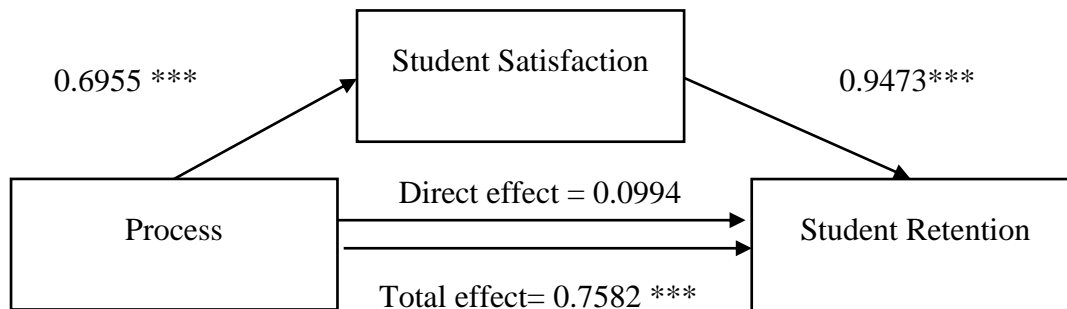 Student Satisfaction
0.6955 ***
0.9473***
Direct effect = 0.0994
Process
Student Retention
Total effect= 0.7582 ***